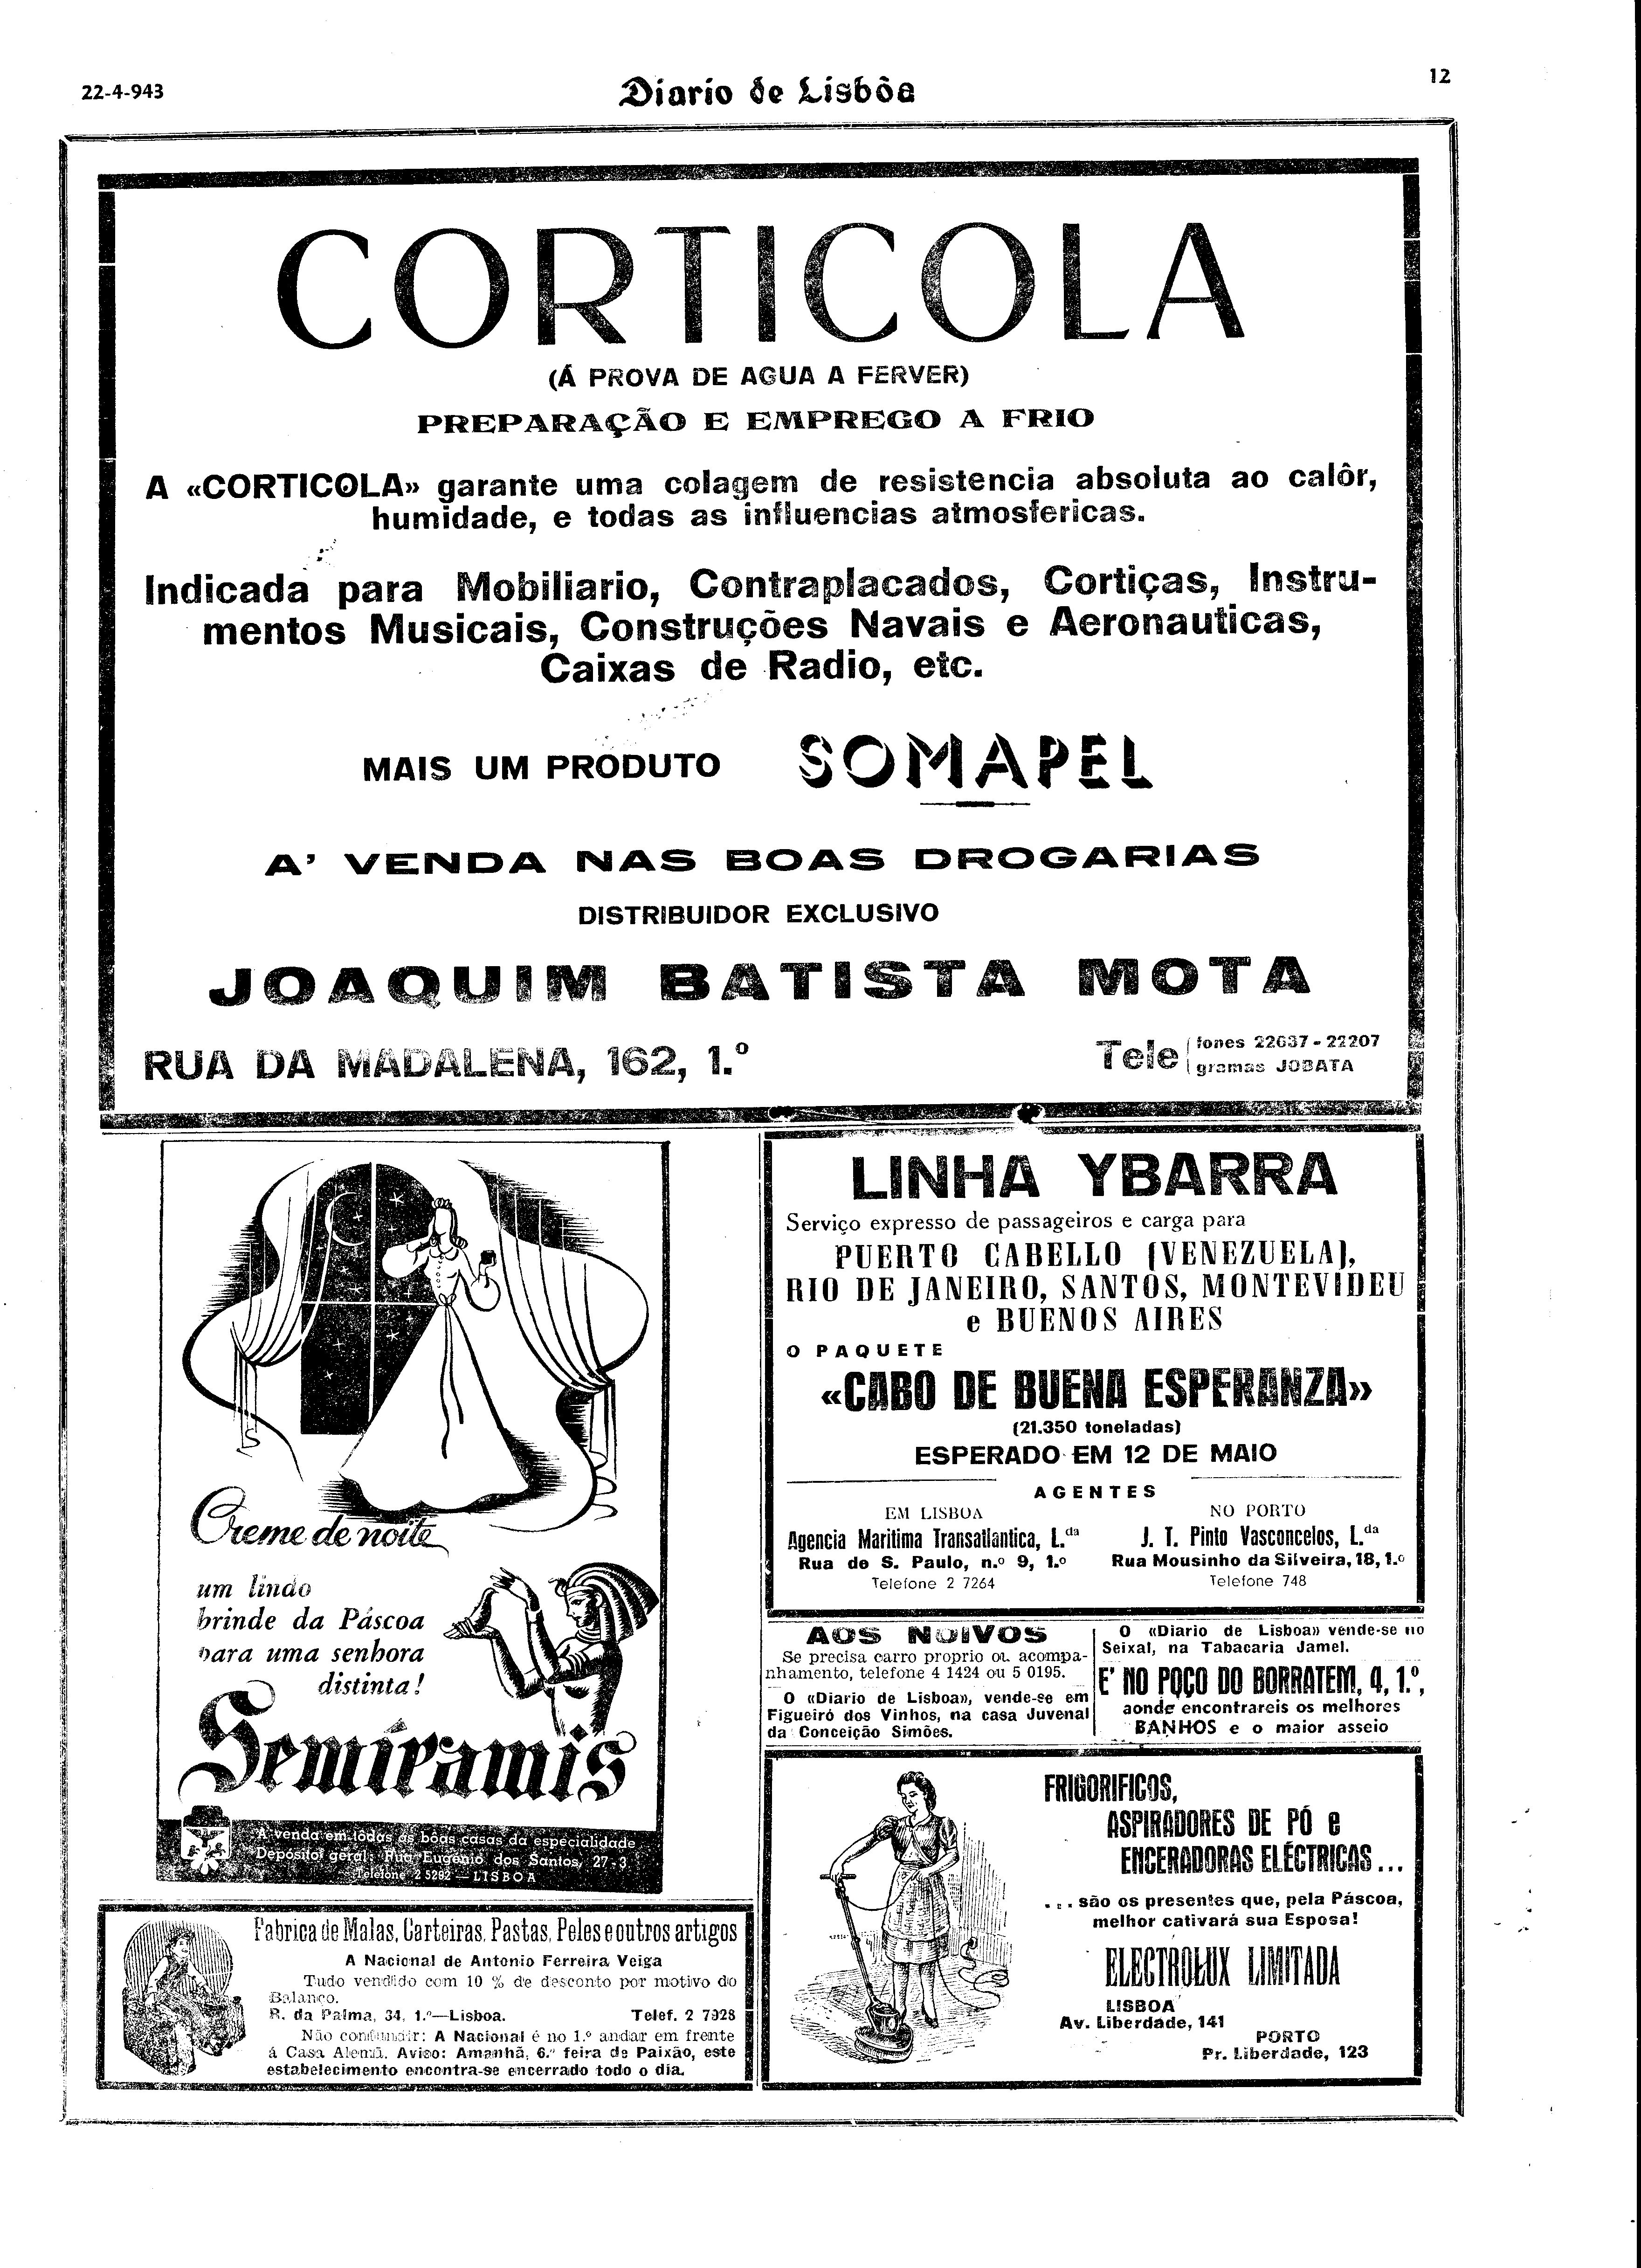 22-4-943
Diario de Lisbôa
12
CORTICOLA
(Á PROVA DE AGUA A FERVER)
PREPARAÇÃO E EMPREGO A FRIO
A «CORTICOLA» garante uma colagem de resistencia absoluta ao calôr,
humidade, e todas as influencias atmosfericas.
Indicada para Mobiliario, Contraplacados, Cortiças, Instru-
mentos Musicais, Construções Navais e Aeronauticas,
Caixas de Radio, etc.
MAIS UM PRODUTO SOMAPEL
A' VENDA NAS BOAS DROGARIAS
DISTRIBUIDOR EXCLUSIVO
JOAQUIM BATISTA MOTA
RUA DA MADALENA, 162, 1.º
Tele
fones 22637 - 22207
gramas JOBATA
Creme de noite
um lindo
brinde da Páscoa
para uma senhora
distinta!
Semíramis
A venda em tôdas as bôas casas da especialidade
Depósito geral: Rua Eugénio dos Santos, 27-3
Telefone 2 5292 — LISBOA
Fabrica de Malas, Carteiras, Pastas, Peles e outros artigos
A Nacional de Antonio Ferreira Veiga
Tudo vendido com 10 % de desconto por motivo do
Balanço.
R. da Palma, 34, 1.º—Lisboa. Telef. 2 7928
Não confundir: A Nacional é no 1.º andar em frente
á Casa Alemã. Aviso: Amanhã, 6.ª feira de Paixão, este
estabelecimento encontra-se encerrado todo o dia.
LINHA YBARRA
Serviço expresso de passageiros e carga para
PUERTO CABELLO (VENEZUELA),
RIO DE JANEIRO, SANTOS, MONTEVIDEU
e BUENOS AIRES
O PAQUETE
«CABO DE BUENA ESPERANZA»
(21.350 toneladas)
ESPERADO EM 12 DE MAIO
AGENTES
EM LISBOA
Agencia Maritima Transatlantica, L.da
Rua de S. Paulo, n.º 9, 1.º
Telefone 2 7264
NO PORTO
J. T. Pinto Vasconcelos, L.da
Rua Mousinho da Silveira, 18, 1.º
Telefone 748
AOS NOIVOS
Se precisa carro proprio ou acompa-
nhamento, telefone 4 1424 ou 5 0195.
O «Diario de Lisboa», vende-se em
Figueiró dos Vinhos, na casa Juvenal
da Conceição Simões.
O «Diario de Lisboa» vende-se no
Seixal, na Tabacaria Jamel.
E' NO POÇO DO BORRATEM, 4, 1.º,
aonde encontrareis os melhores
BANHOS e o maior asseio
FRIGORIFICOS,
ASPIRADORES DE PÓ e
ENCERADORAS ELÉCTRICAS...
... são os presentes que, pela Páscoa,
melhor cativará sua Esposa!
ELECTROLUX LIMITADA
LISBOA
Av. Liberdade, 141
PORTO
Pr. Liberdade, 123